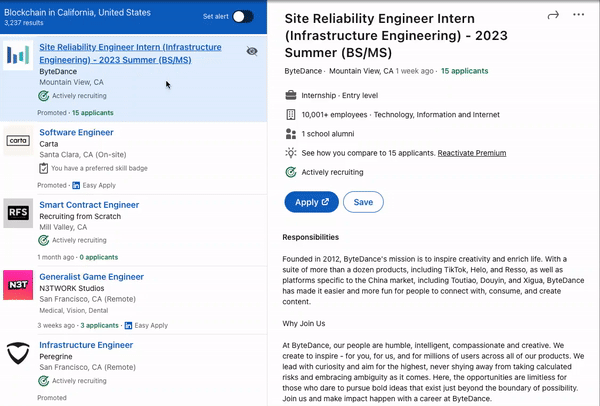 Blockchain in California, United States
3,237 results
Set alert
Site Reliability Engineer Intern (Infrastructure
Engineering) - 2023 Summer (BS/MS)
ByteDance
Mountain View, CA
Actively recruiting
Promoted · 15 applicants
carta
Software Engineer
Carta
Santa Clara, CA (On-site)
You have a preferred skill badge
Promoted · in Easy Apply
RFS
Smart Contract Engineer
Recruiting from Scratch
Mill Valley, CA
Actively recruiting
1 month ago · 0 applicants
N3T
Generalist Game Engineer
N3TWORK Studios
San Francisco, CA (Remote)
Medical, Vision, Dental
3 weeks ago · 3 applicants · in Easy Apply
Infrastructure Engineer
Peregrine
San Francisco, CA (Remote)
Actively recruiting
Promoted
Site Reliability Engineer Intern
(Infrastructure Engineering) - 2023
Summer (BS/MS)
ByteDance · Mountain View, CA 1 week ago · 15 applicants
Internship · Entry level
10,001+ employees · Technology, Information and Internet
1 school alumni
See how you compare to 15 applicants. Reactivate Premium
Actively recruiting
Apply
Save
Responsibilities
Founded in 2012, ByteDance's mission is to inspire creativity and enrich life. With a
suite of more than a dozen products, including TikTok, Helo, and Resso, as well as
platforms specific to the China market, including Toutiao, Douyin, and Xigua, ByteDance
has made it easier and more fun for people to connect with, consume, and create
content.
Why Join Us
At ByteDance, our people are humble, intelligent, compassionate and creative. We
create to inspire - for you, for us, and for millions of users across all of our products. We
lead with curiosity and aim for the highest, never shying away from taking calculated
risks and embracing ambiguity as it comes. Here, the opportunities are limitless for
those who dare to pursue bold ideas that exist just beyond the boundary of possibility.
Join us and make impact happen with a career at ByteDance.